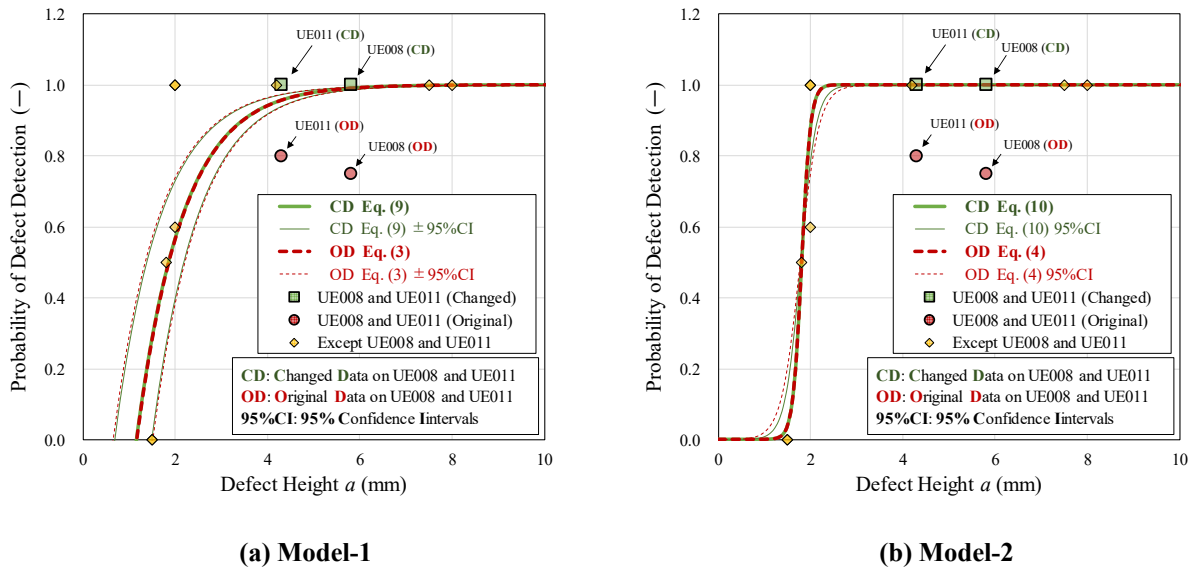 1.2
1.0
0.8
0.6
0.4
0.2
0.0
Probability of Defect Detection (—)
UE011 (CD)
UE008 (CD)
UE011 (OD)
UE008 (OD)
CD Eq. (9)
CD Eq. (9) ±95%CI
OD Eq. (3)
OD Eq. (3) ±95%CI
UE008 and UE011 (Changed)
UE008 and UE011 (Original)
Except UE008 and UE011
CD: Changed Data on UE008 and UE011
OD: Original Data on UE008 and UE011
95%CI: 95% Confidence Iintervals
0 2 4 6 8 10
Defect Height a (mm)
(a) Model-1
1.2
1.0
0.8
0.6
0.4
0.2
0.0
Probability of Defect Detection (—)
UE011 (CD)
UE008 (CD)
UE011 (OD)
UE008 (OD)
CD Eq. (10)
CD Eq. (10) 95%CI
OD Eq. (4)
OD Eq. (4) 95%CI
UE008 and UE011 (Changed)
UE008 and UE011 (Original)
Except UE008 and UE011
CD: Changed Data on UE008 and UE011
OD: Original Data on UE008 and UE011
95%CI: 95% Confidence Iintervals
0 2 4 6 8 10
Defect Height a (mm)
(b) Model-2